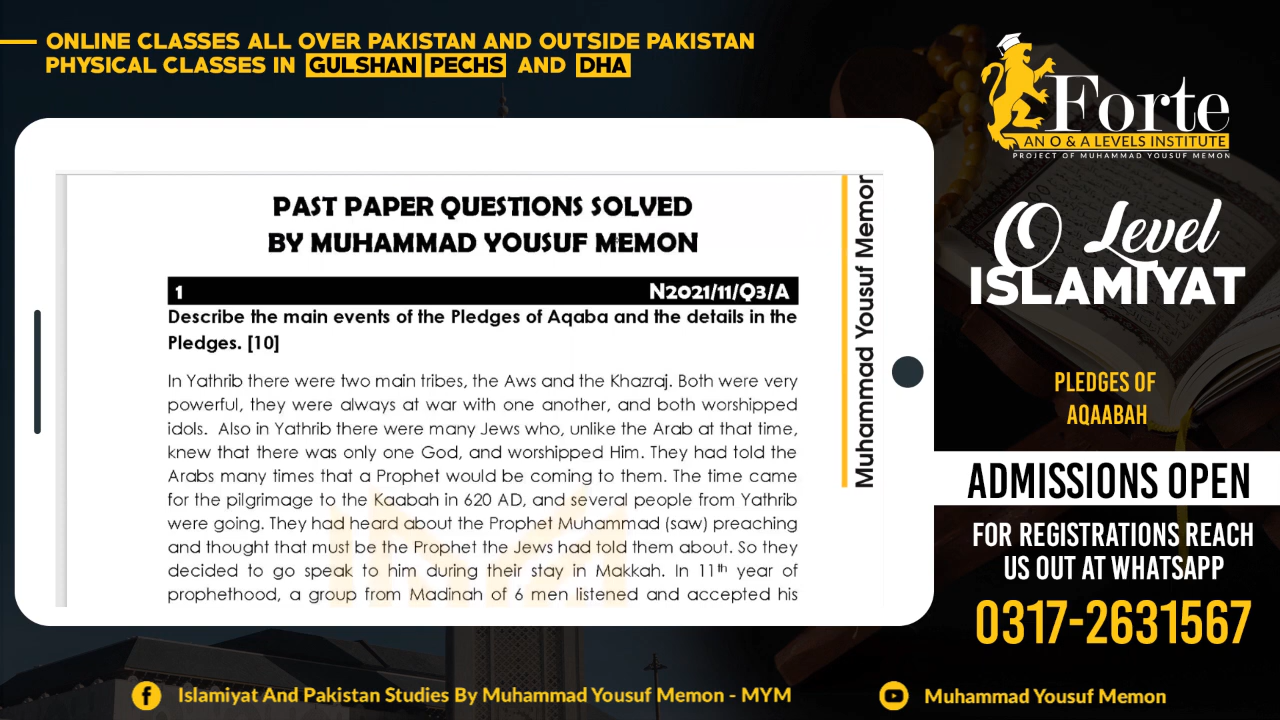 ONLINE CLASSES ALL OVER PAKISTAN AND OUTSIDE PAKISTAN
PHYSICAL CLASSES IN GULSHAN PECHS AND DHA
Forte
AN O & A LEVELS INSTITUTE
PROJECT OF MUHAMMAD YOUSUF MEMON
PAST PAPER QUESTIONS SOLVED
BY MUHAMMAD YOUSUF MEMON
1 N2021/11/Q3/A
Describe the main events of the Pledges of Aqaba and the details in the
Pledges. [10]
In Yathrib there were two main tribes, the Aws and the Khazraj. Both were very
powerful, they were always at war with one another, and both worshipped
idols. Also in Yathrib there were many Jews who, unlike the Arab at that time,
knew that there was only one God, and worshipped Him. They had told the
Arabs many times that a Prophet would be coming to them. The time came
for the pilgrimage to the Kaabah in 620 AD, and several people from Yathrib
were going. They had heard about the Prophet Muhammad (saw) preaching
and thought that must be the Prophet the Jews had told them about. So they
decided to go speak to him during their stay in Makkah. In 11th year of
prophethood, a group from Madinah of 6 men listened and accepted his
Muhammad Yousuf Memon
O Level
ISLAMIYAT
PLEDGES OF
AQAABAH
ADMISSIONS OPEN
FOR REGISTRATIONS REACH
US OUT AT WHATSAPP
0317-2631567
Islamiyat And Pakistan Studies By Muhammad Yousuf Memon - MYM
Muhammad Yousuf Memon